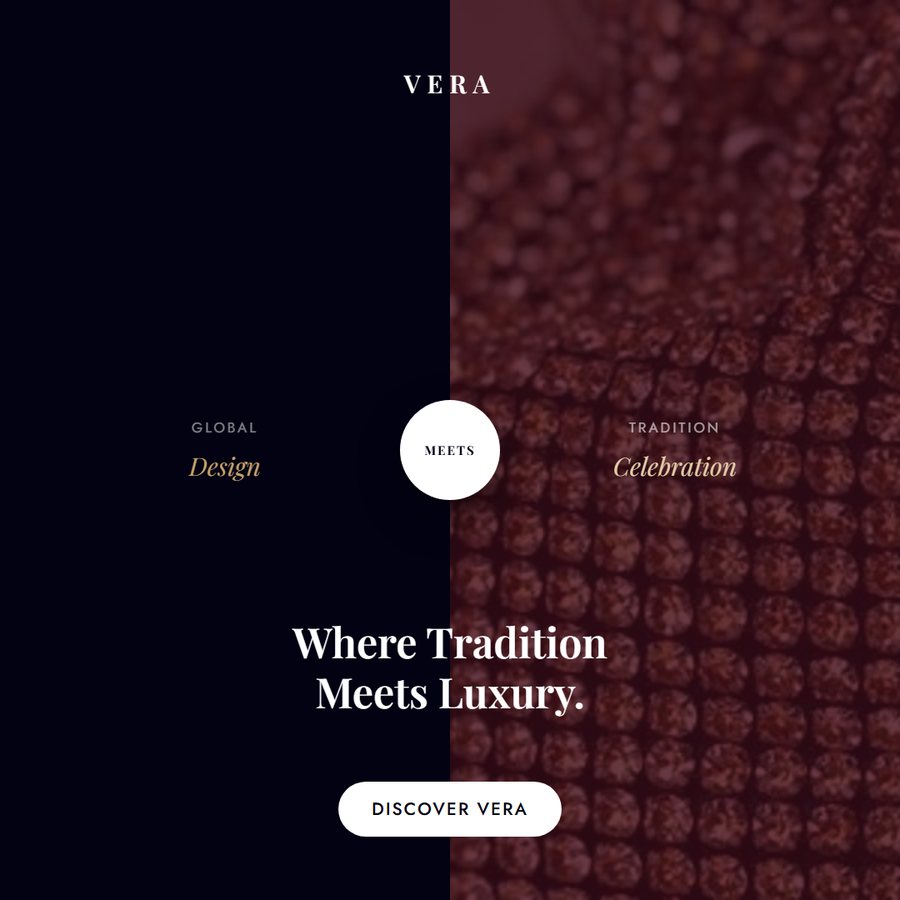 VERA
GLOBAL
Design
MEETS
TRADITION
Celebration
Where Tradition
Meets Luxury.
DISCOVER VERA